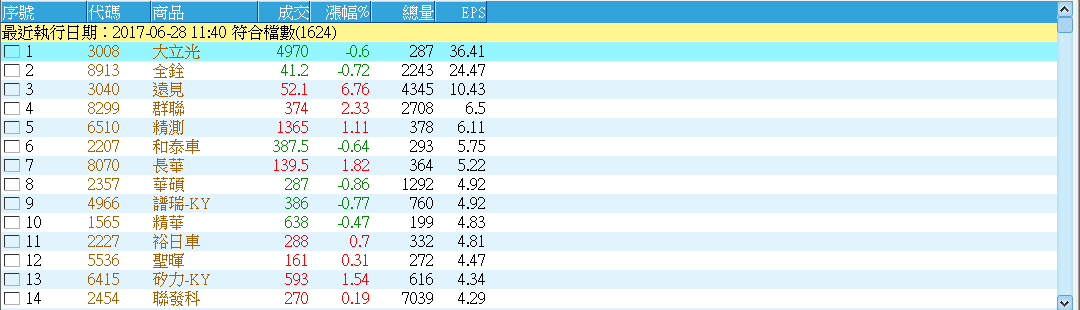 序號 代碼 商品 成交 漲幅% 總量 EPS
最近執行日期：2017-06-28 11:40 符合檔數(1624)
1 3008 大立光 4970 -0.6 287 36.41
2 8913 全銓 41.2 -0.72 2243 24.47
3 3040 遠見 52.1 6.76 4345 10.43
4 8299 群聯 374 2.33 2708 6.5
5 6510 精測 1365 1.11 378 6.11
6 2207 和泰車 387.5 -0.64 293 5.75
7 8070 長華 139.5 1.82 364 5.22
8 2357 華碩 287 -0.86 1292 4.92
9 4966 譜瑞-KY 386 -0.77 760 4.92
10 1565 精華 638 -0.47 199 4.83
11 2227 裕日車 288 0.7 332 4.81
12 5536 聖暉 161 0.31 272 4.47
13 6415 矽力-KY 593 1.54 616 4.34
14 2454 聯發科 270 0.19 7039 4.29